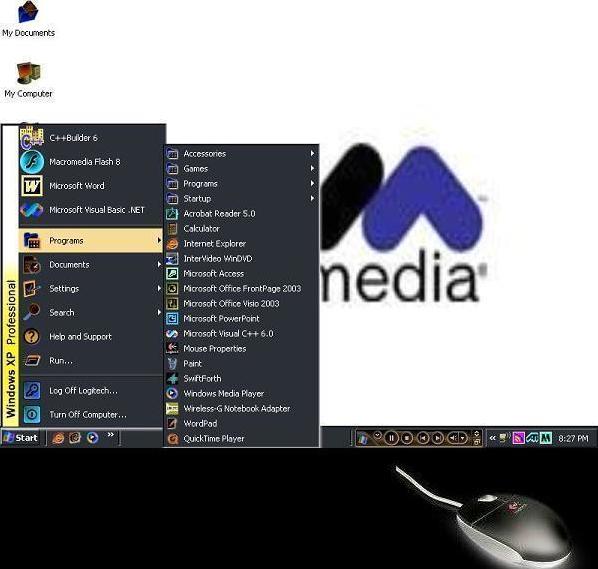 My Documents
My Computer
C++Builder 6
Macromedia Flash 8
Microsoft Word
Microsoft Visual Basic .NET
Programs
Documents
Settings
Search
Help and Support
Run...
Log Off Logitech...
Turn Off Computer...
Windows XP Professional
Accessories
Games
Programs
Startup
Acrobat Reader 5.0
Calculator
Internet Explorer
InterVideo WinDVD
Microsoft Access
Microsoft Office FrontPage 2003
Microsoft Office Visio 2003
Microsoft PowerPoint
Microsoft Visual C++ 6.0
Mouse Properties
Paint
SwiftForth
Windows Media Player
Wireless-G Notebook Adapter
WordPad
QuickTime Player
media®
Start
8:27 PM